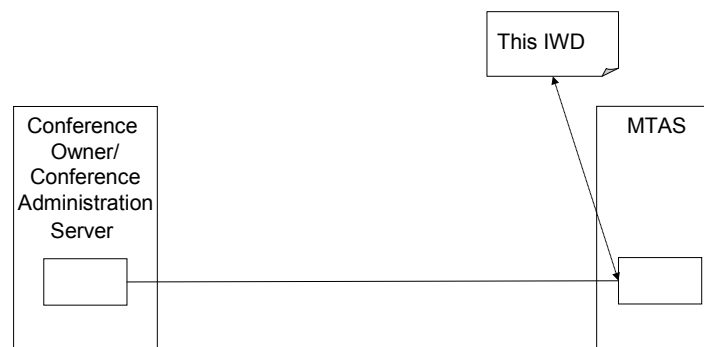 This IWD
Conference
Owner/
Conference
Administration
Server
MTAS